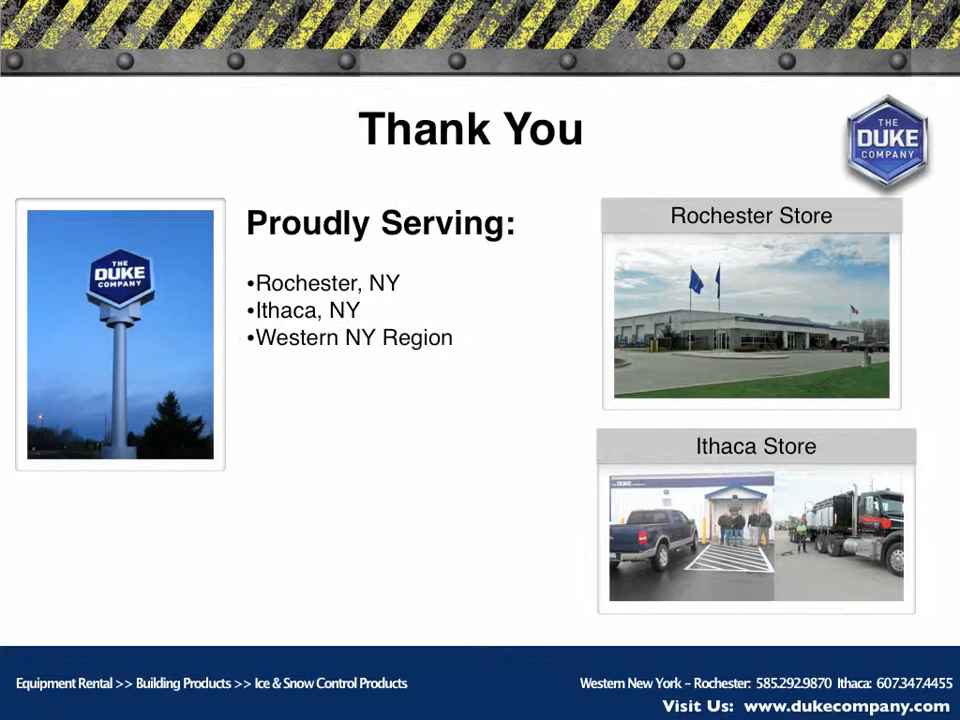 Thank You
THE
DUKE
COMPANY
THE
DUKE
COMPANY
Proudly Serving:
•Rochester, NY
•Ithaca, NY
•Western NY Region
Rochester Store
Ithaca Store
DUKE
Equipment Rental >> Building Products >> Ice & Snow Control Products
Western New York – Rochester: 585.292.9870 Ithaca: 607.347.4455
Visit Us: www.dukecompany.com